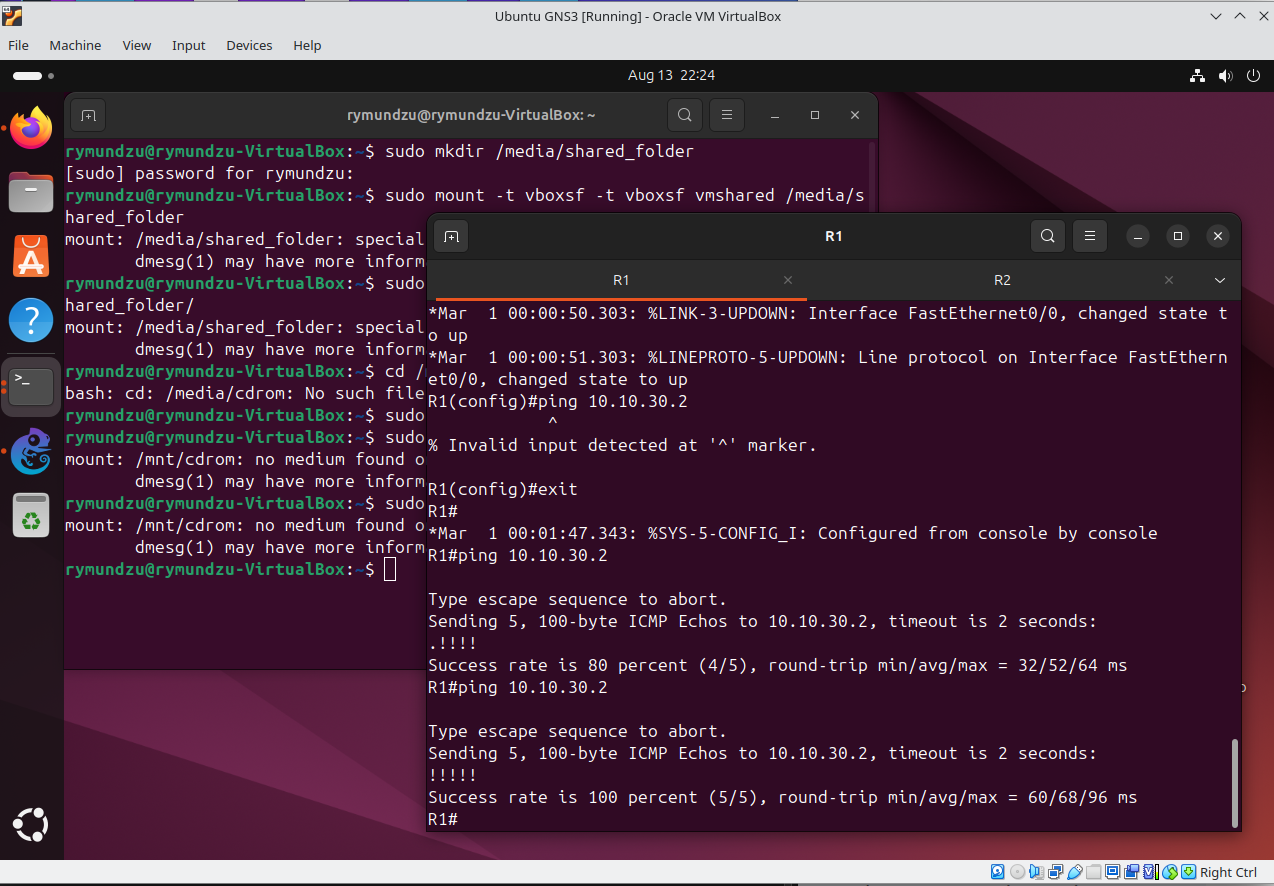 Ubuntu GNS3 [Running] - Oracle VM VirtualBox
File Machine View Input Devices Help
Aug 13 22:24
rymundzu@rymundzu-VirtualBox: ~
rymundzu@rymundzu-VirtualBox:~$ sudo mkdir /media/shared_folder
[sudo] password for rymundzu:
rymundzu@rymundzu-VirtualBox:~$ sudo mount -t vboxsf -t vboxsf vmshared /media/s
hared_folder
mount: /media/shared_folder: special
dmesg(1) may have more inform
rymundzu@rymundzu-VirtualBox:~$ sudo
hared_folder/
mount: /media/shared_folder: special
dmesg(1) may have more inform
rymundzu@rymundzu-VirtualBox:~$ cd /
bash: cd: /media/cdrom: No such file
rymundzu@rymundzu-VirtualBox:~$ sudo
rymundzu@rymundzu-VirtualBox:~$ sudo
mount: /mnt/cdrom: no medium found o
dmesg(1) may have more inform
rymundzu@rymundzu-VirtualBox:~$ sudo
mount: /mnt/cdrom: no medium found o
dmesg(1) may have more inform
rymundzu@rymundzu-VirtualBox:~$
R1
R1 R2
*Mar  1 00:00:50.303: %LINK-3-UPDOWN: Interface FastEthernet0/0, changed state t
o up
*Mar  1 00:00:51.303: %LINEPROTO-5-UPDOWN: Line protocol on Interface FastEthern
et0/0, changed state to up
R1(config)#ping 10.10.30.2
^
% Invalid input detected at '^' marker.
R1(config)#exit
R1#
*Mar  1 00:01:47.343: %SYS-5-CONFIG_I: Configured from console by console
R1#ping 10.10.30.2
Type escape sequence to abort.
Sending 5, 100-byte ICMP Echos to 10.10.30.2, timeout is 2 seconds:
.!!!!
Success rate is 80 percent (4/5), round-trip min/avg/max = 32/52/64 ms
R1#ping 10.10.30.2
Type escape sequence to abort.
Sending 5, 100-byte ICMP Echos to 10.10.30.2, timeout is 2 seconds:
!!!!!
Success rate is 100 percent (5/5), round-trip min/avg/max = 60/68/96 ms
R1#
Right Ctrl